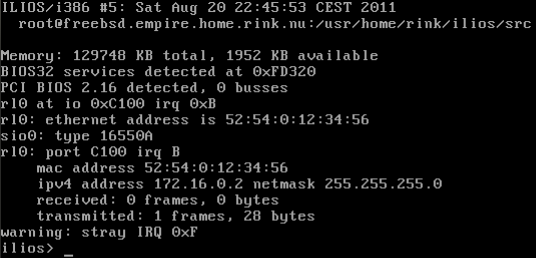 ILIOS/i386 #5: Sat Aug 20 22:45:53 CEST 2011
root@freebsd.empire.home.rink.nu:/usr/home/rink/ilios/src
Memory: 129748 KB total, 1952 KB available
BIOS32 services detected at 0xFD320
PCI BIOS 2.16 detected, 0 busses
rl0 at io 0xC100 irq 0xB
rl0: ethernet address is 52:54:0:12:34:56
sio0: type 16550A
rl0: port C100 irq B
mac address 52:54:0:12:34:56
ipv4 address 172.16.0.2 netmask 255.255.255.0
received: 0 frames, 0 bytes
transmitted: 1 frames, 28 bytes
warning: stray IRQ 0xF
ilios> _